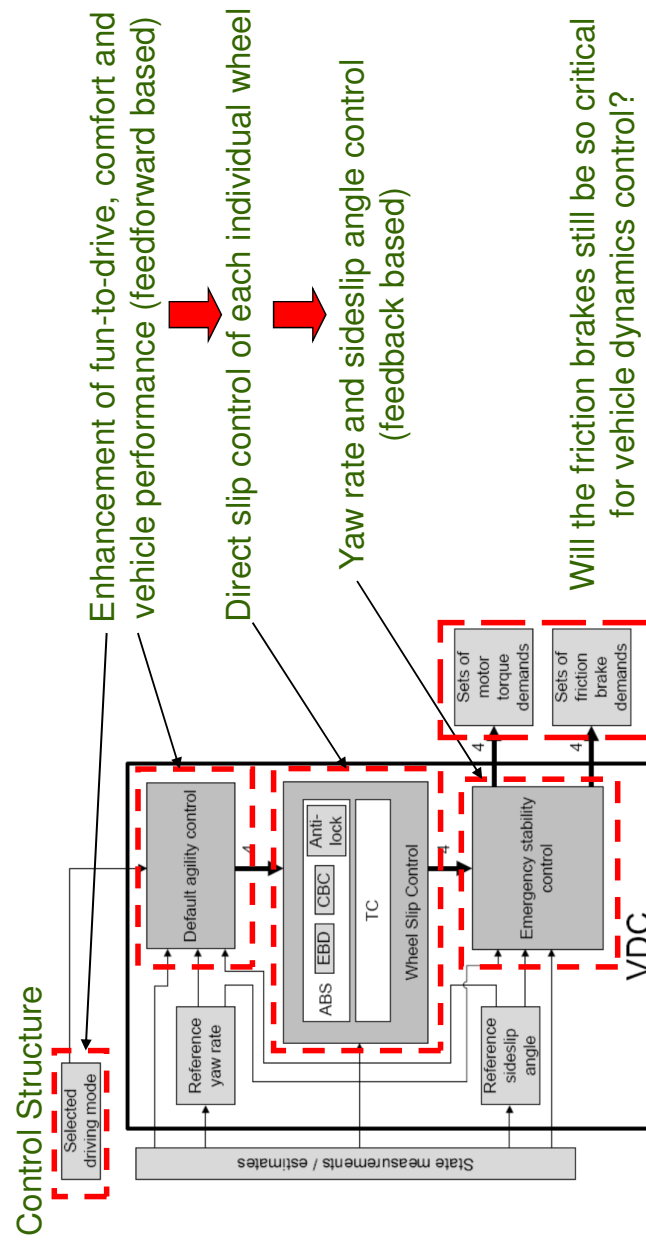 Control Structure
Selected
driving mode
State measurements / estimates
Reference
yaw rate
Reference
sideslip
angle
Default agility control
4
ABS
EBD
CBC
Anti-
lock
TC
Wheel Slip Control
4
Emergency stability
control
VDC
4
4
Sets of
motor
torque
demands
Sets of
friction
brake
demands
Enhancement of fun-to-drive, comfort and
vehicle performance (feedforward based)
Direct slip control of each individual wheel
Yaw rate and sideslip angle control
(feedback based)
Will the friction brakes still be so critical
for vehicle dynamics control?